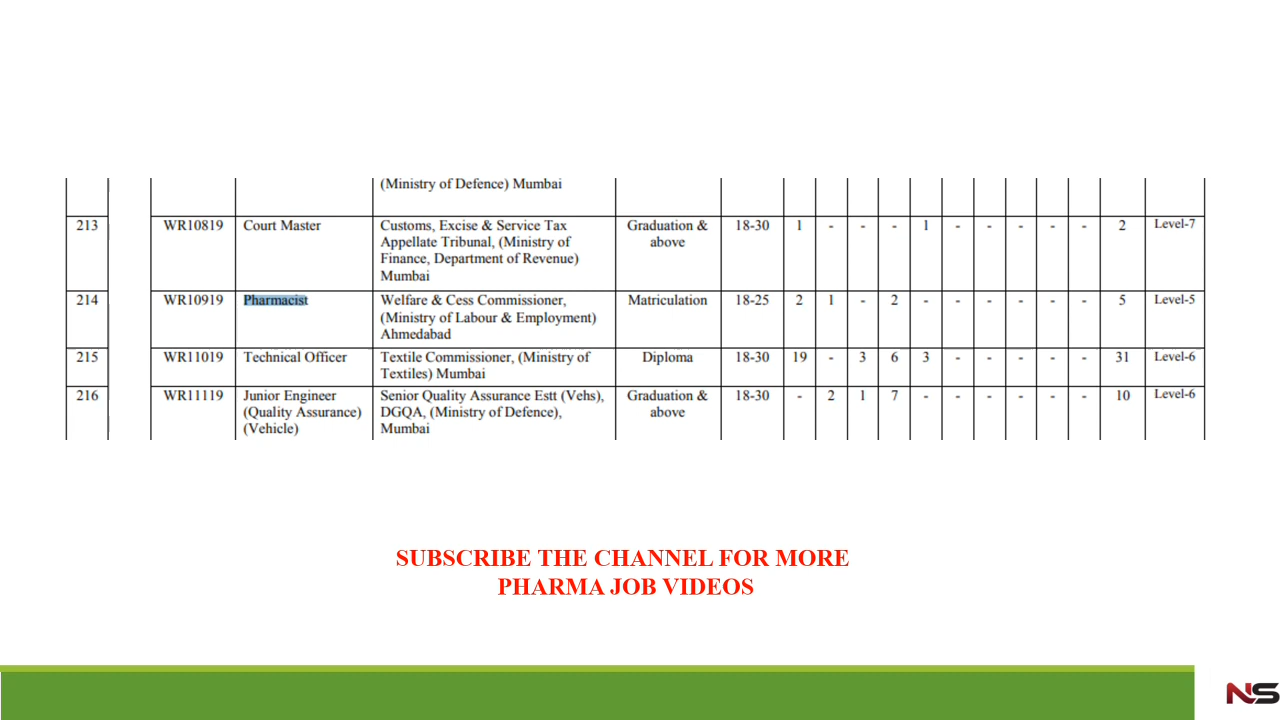 (Ministry of Defence) Mumbai
213 WR10819 Court Master Customs, Excise & Service Tax Graduation & 18-30 1 - - - 1 - - - - - 2 Level-7
Appellate Tribunal, (Ministry of above
Finance, Department of Revenue)
Mumbai
214 WR10919 Pharmacist Welfare & Cess Commissioner, Matriculation 18-25 2 1 - 2 - - - - - - 5 Level-5
(Ministry of Labour & Employment)
Ahmedabad
215 WR11019 Technical Officer Textile Commissioner, (Ministry of Diploma 18-30 19 - 3 6 3 - - - - - 31 Level-6
Textiles) Mumbai
216 WR11119 Junior Engineer Senior Quality Assurance Estt (Vehs), Graduation & 18-30 - 2 1 7 - - - - - - 10 Level-6
(Quality Assurance) DGQA, (Ministry of Defence), above
(Vehicle) Mumbai
SUBSCRIBE THE CHANNEL FOR MORE
PHARMA JOB VIDEOS
NS